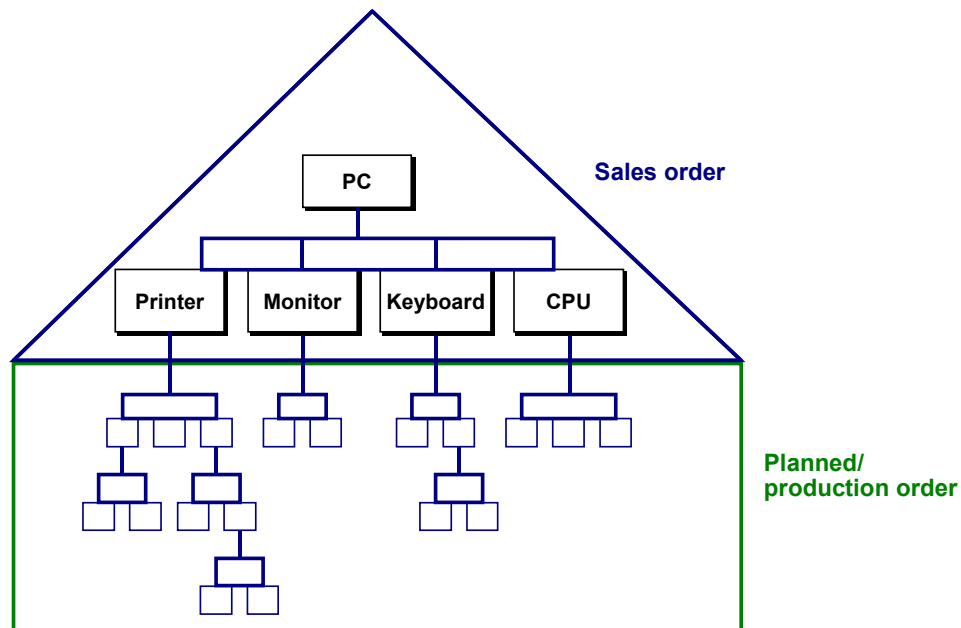 PC
Sales order
Printer
Monitor
Keyboard
CPU
Planned/
production order